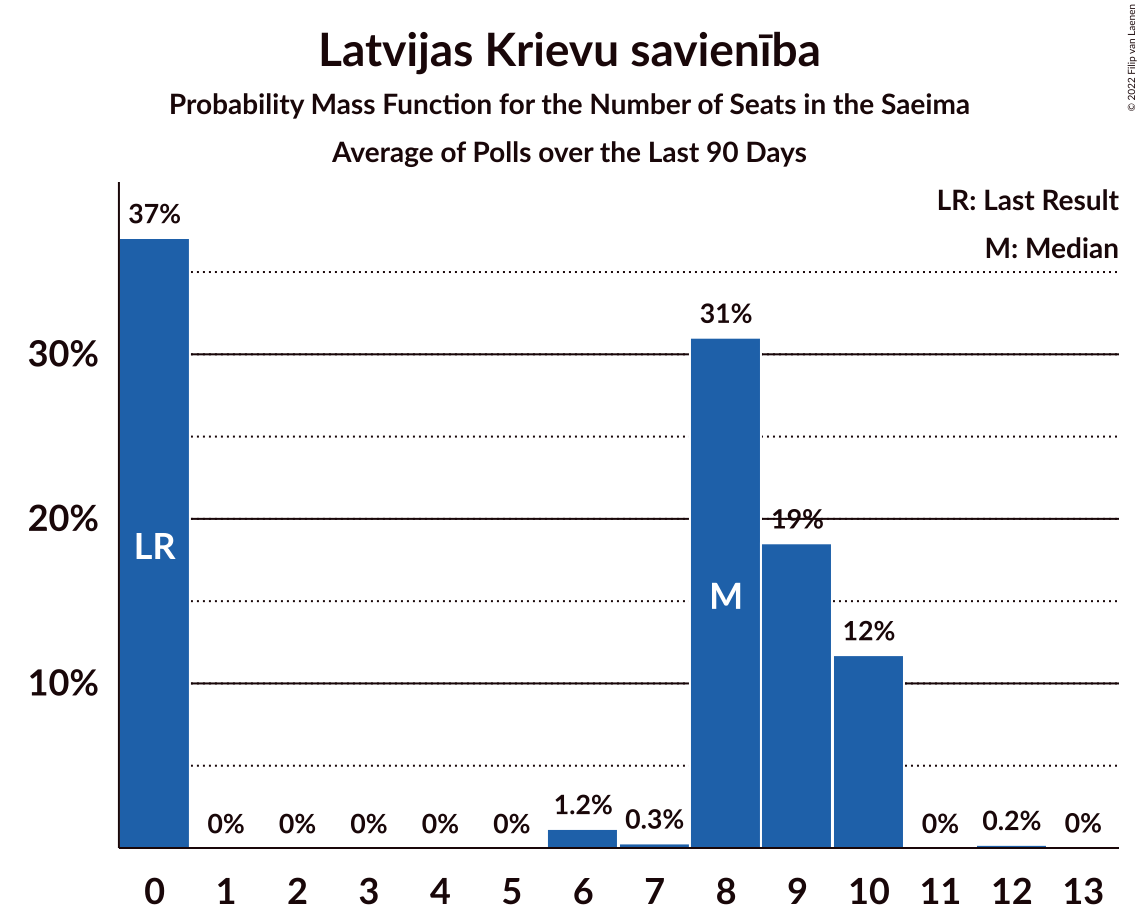 Latvijas Krievu savienība
Probability Mass Function for the Number of Seats in the Saeima
Average of Polls over the Last 90 Days
© 2022 Filip van Laenen
LR: Last Result
M: Median
37%
31%
30%
20%
19%
LR
M
12%
10%
0%
0%
0%
0%
0%
1.2%
0.3%
0%
0.2%
0%
0 1 2 3 4 5 6 7 8 9 10 11 12 13